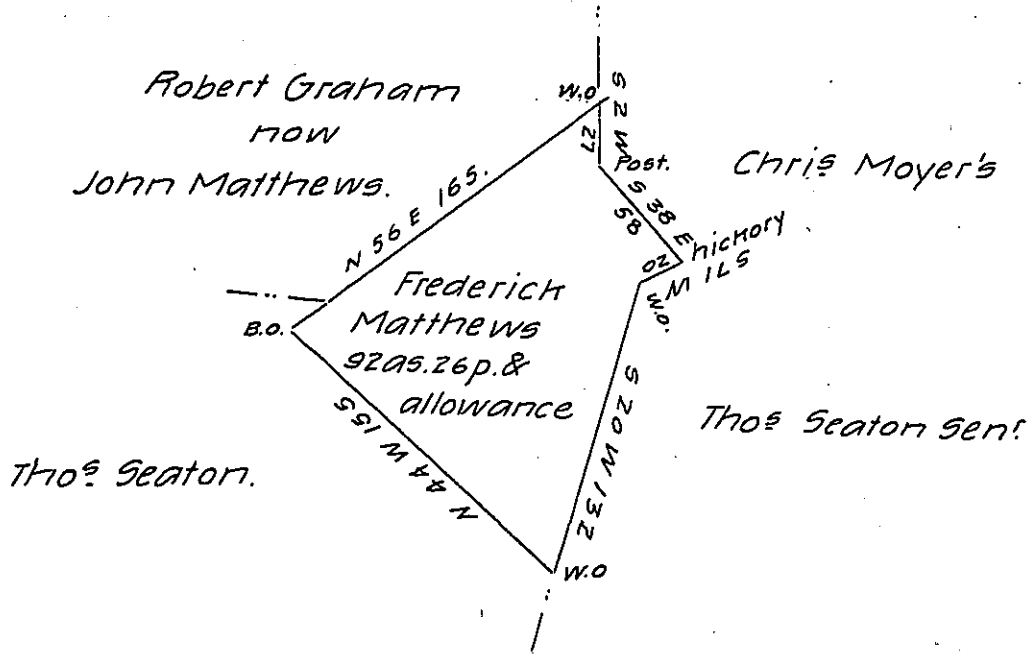 Robert Graham
now
John Matthews.
W.O
S 2 W
27
Post.
Chris Moyer's
N 56 E 165.
S 38 E
58
hickory
20
S 71 W
W.O.
Frederick
Matthews
92as.26p.&
allowance
B.O.
S 20 W 132
Thos Seaton Senr.
N 44 W 155
Thos Seaton.
W.O